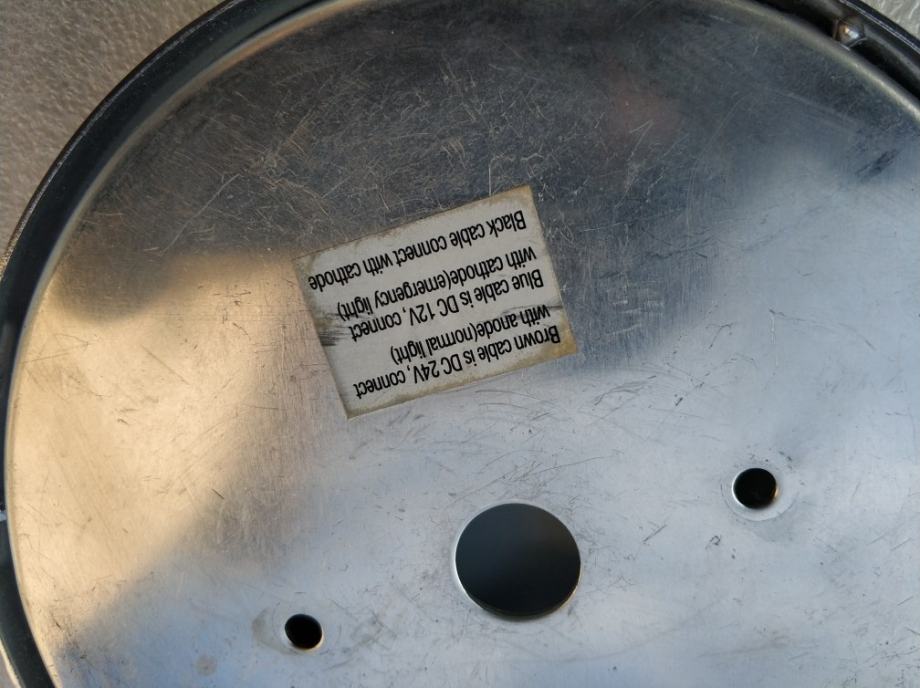 Brown cable is DC 24V, connect
with anode(normal light)
Blue cable is DC 12V, connect
with cathode(emergency light)
Black cable connect with cathode